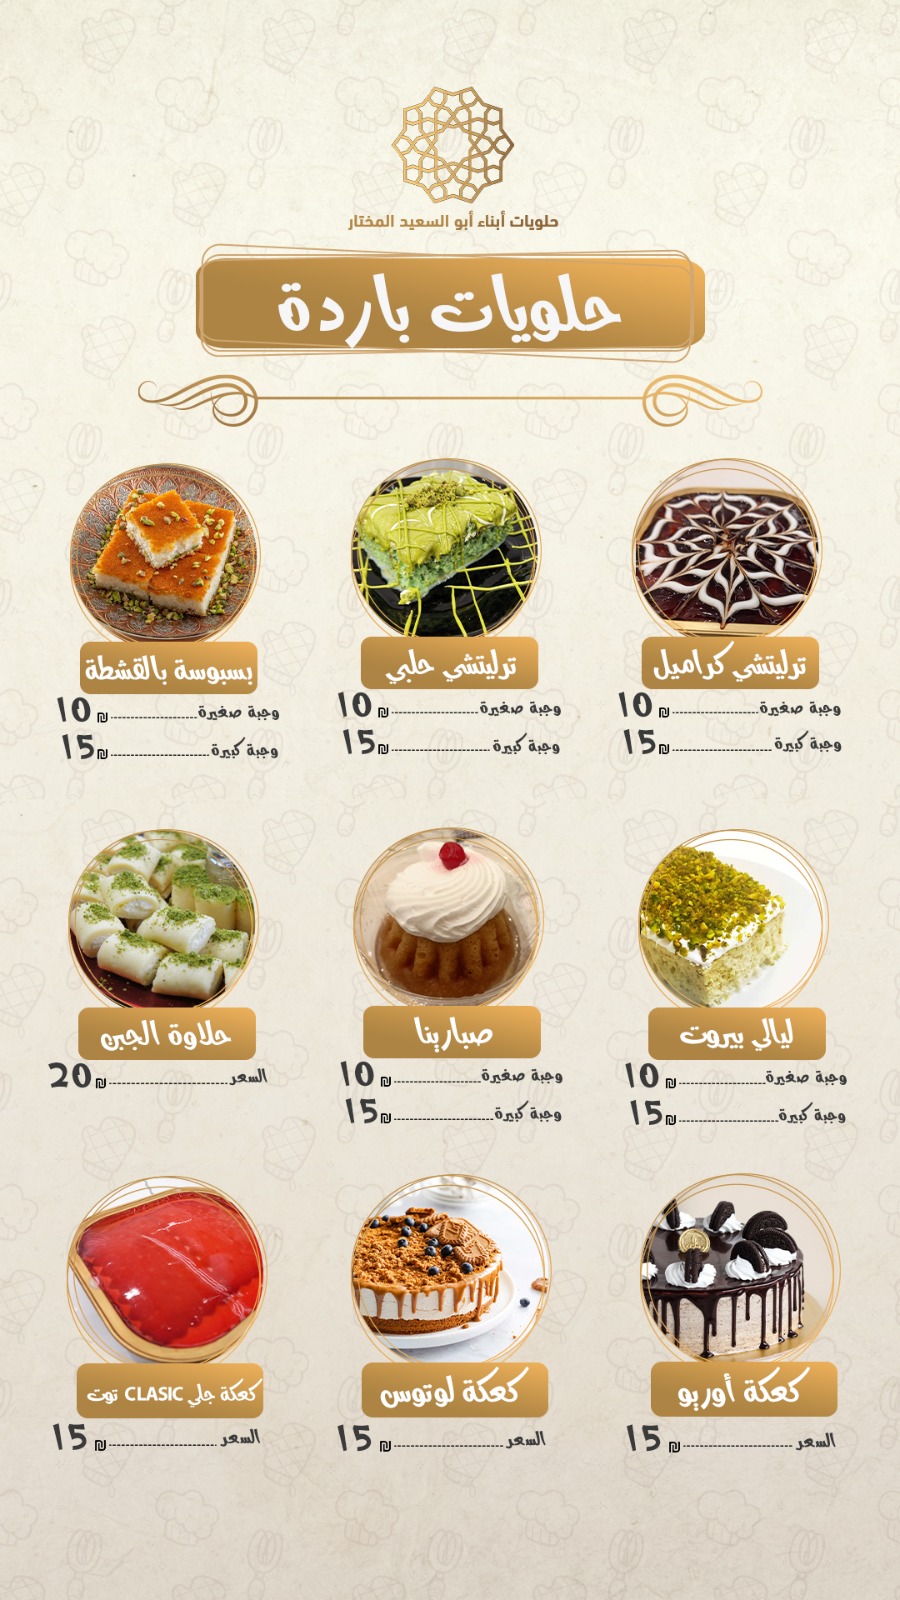 حلويات أبناء أبو السعيد المختار
حلويات باردة
ترليتشي كراميل
وجبة صغيرة ₪ 10
وجبة كبيرة ₪ 15
ترليتشي حلبي
وجبة صغيرة ₪ 10
وجبة كبيرة ₪ 15
بسبوسة بالقشطة
وجبة صغيرة ₪ 10
وجبة كبيرة ₪ 15
ليالي بيروت
وجبة صغيرة ₪ 10
وجبة كبيرة ₪ 15
صبارينا
وجبة صغيرة ₪ 10
وجبة كبيرة ₪ 15
حلاوة الجبن
السعر ₪ 20
كعكة أوريو
السعر ₪ 15
كعكة لوتوس
السعر ₪ 15
كعكة جلي CLASIC توت
السعر ₪ 15